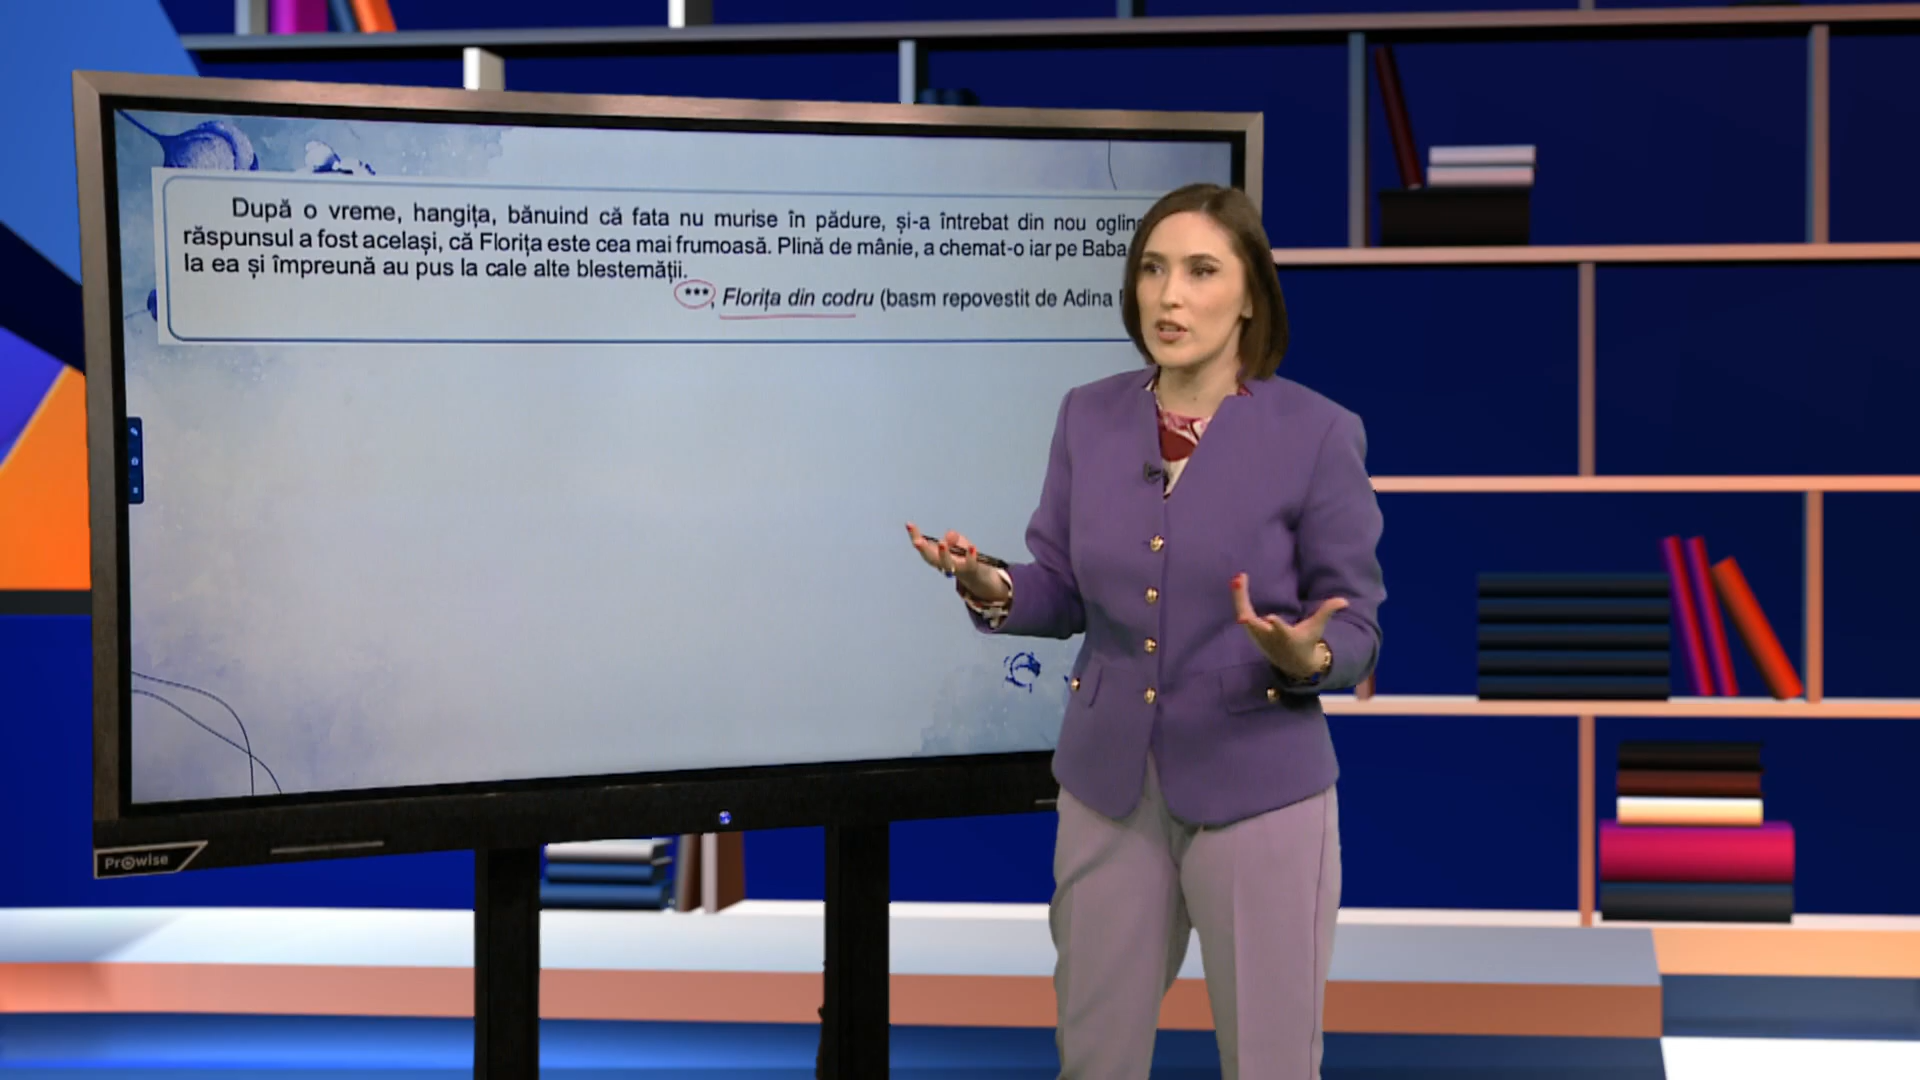 După o vreme, hangița, bănuind că fata nu murise în pădure, și-a întrebat din nou
răspunsul a fost același, că Florița este cea mai frumoasă. Plină de mânie, a chemat-o iar pe Baba
la ea și împreună au pus la cale alte blestemății.
***, Florița din codru (basm repovestit de Adina
Prowise